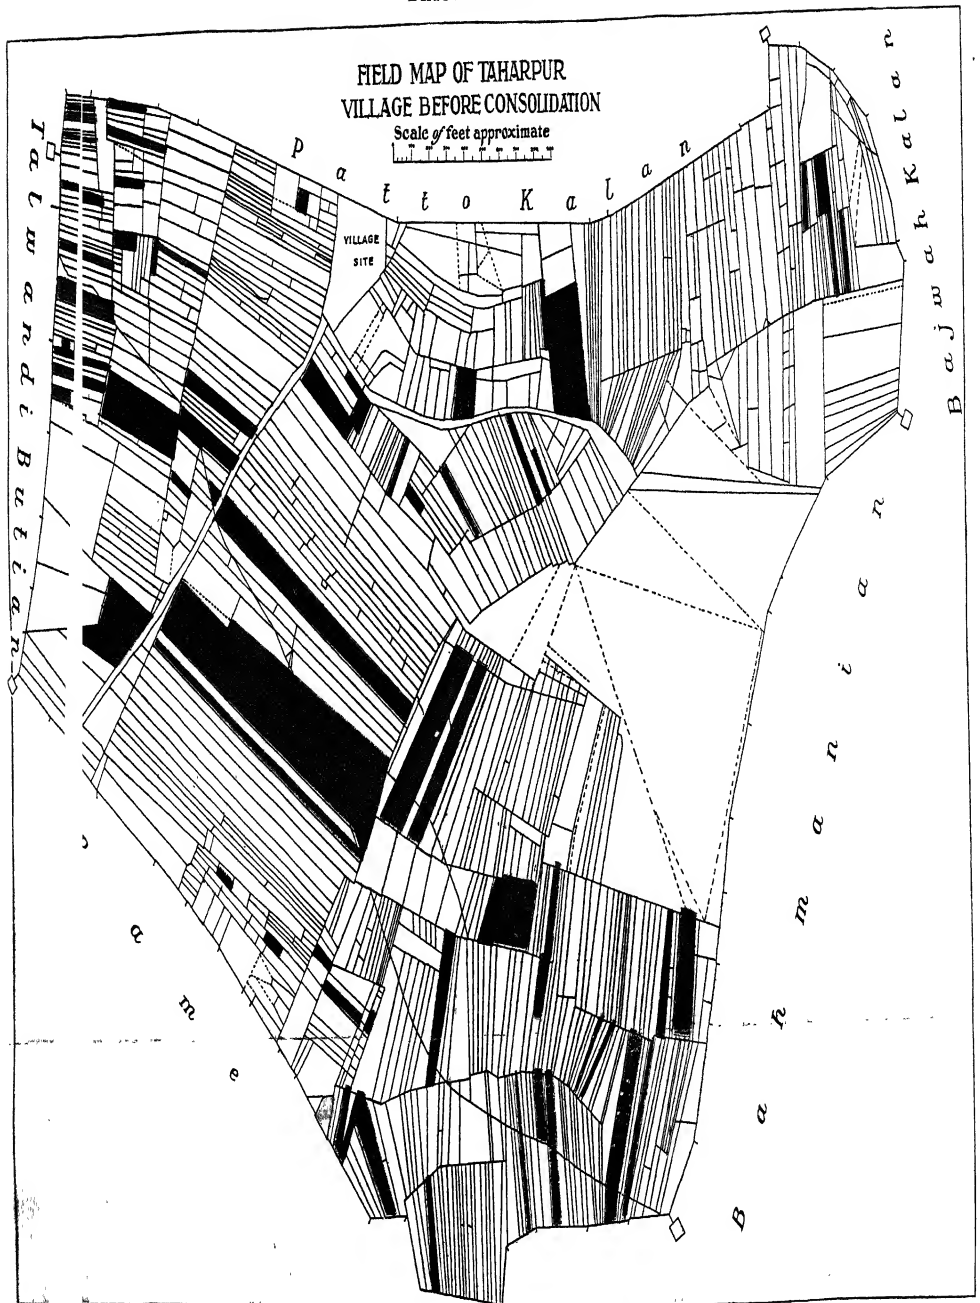 FIELD MAP OF TAHARPUR
VILLAGE BEFORE CONSOLIDATION
Scale of feet approximate
Patto Kalan
Bajwah Kalan
Talwandi Butian
VILLAGE
SITE
Bahmanian
ame